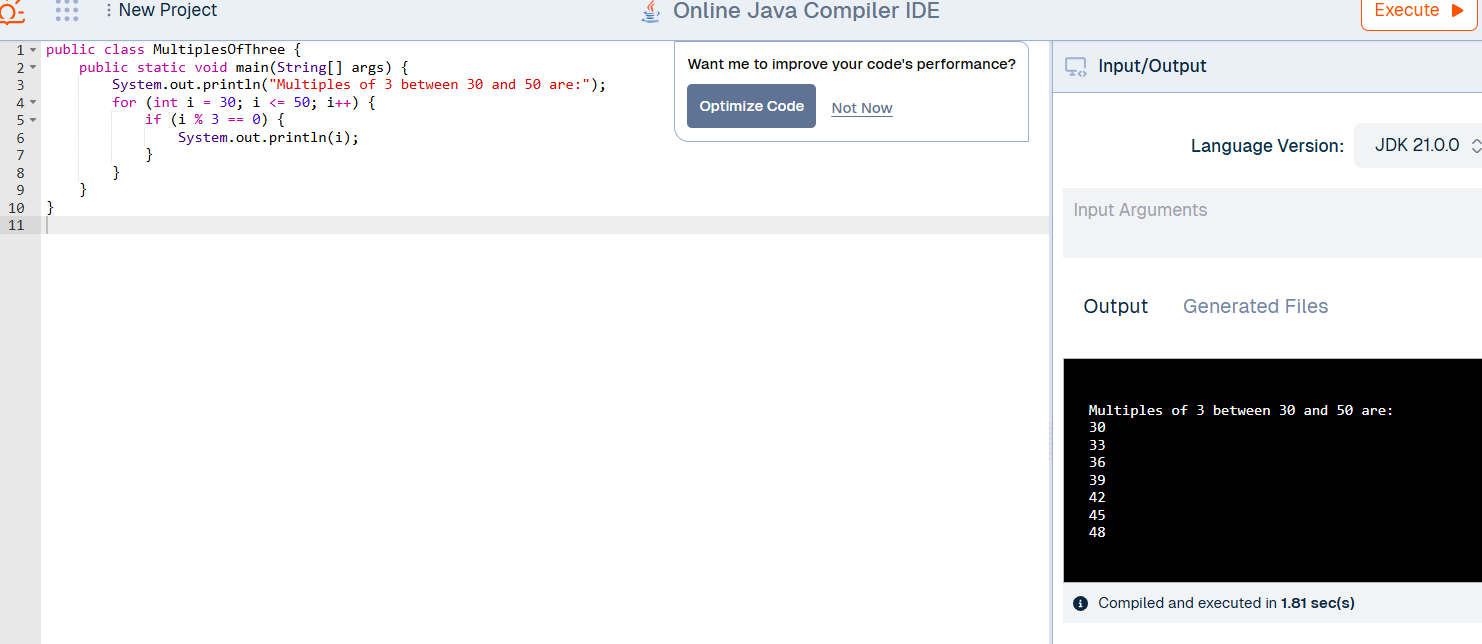 ⋮ New Project
Online Java Compiler IDE
Execute
1 public class MultiplesOfThree {
2     public static void main(String[] args) {
3         System.out.println("Multiples of 3 between 30 and 50 are:");
4         for (int i = 30; i <= 50; i++) {
5             if (i % 3 == 0) {
6                 System.out.println(i);
7             }
8         }
9     }
10 }
11
Want me to improve your code's performance?
Optimize Code Not Now
Input/Output
Language Version: JDK 21.0.0
Input Arguments
Output Generated Files
Multiples of 3 between 30 and 50 are:
30
33
36
39
42
45
48
Compiled and executed in 1.81 sec(s)